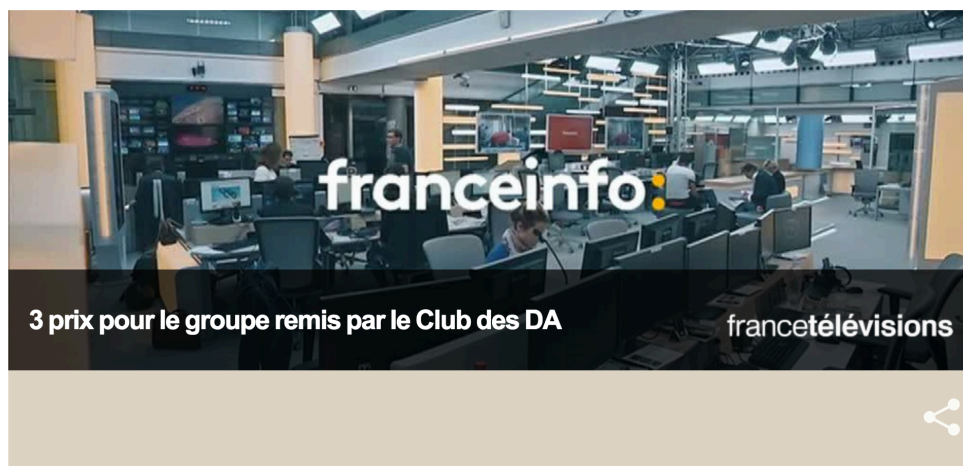 franceinfo:
3 prix pour le groupe remis par le Club des DA
francetélévisions